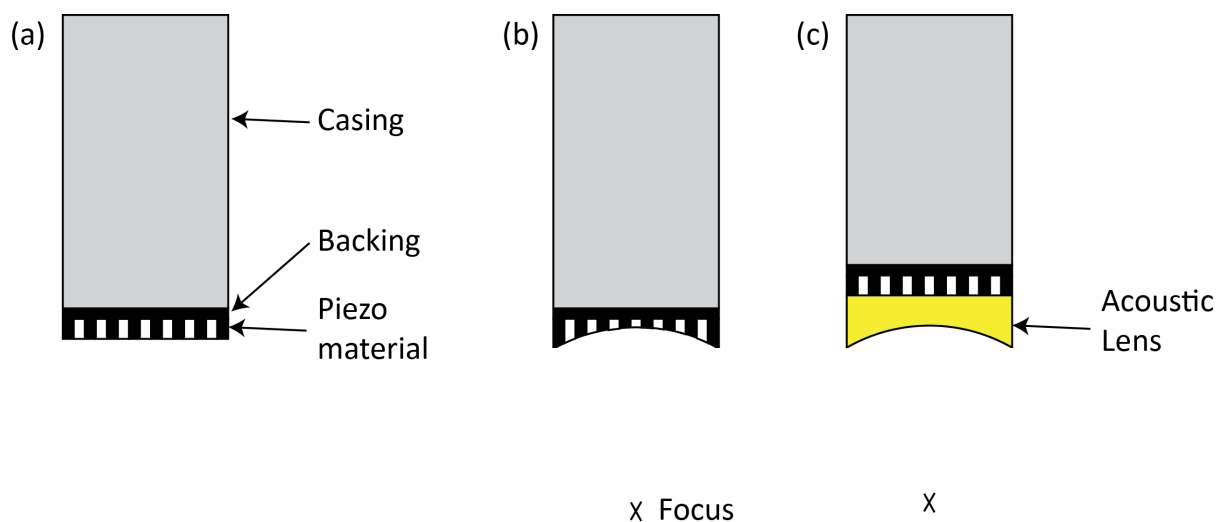 (a)
(b)
(c)
Casing
Backing
Piezo
material
Acoustic
Lens
x Focus
x